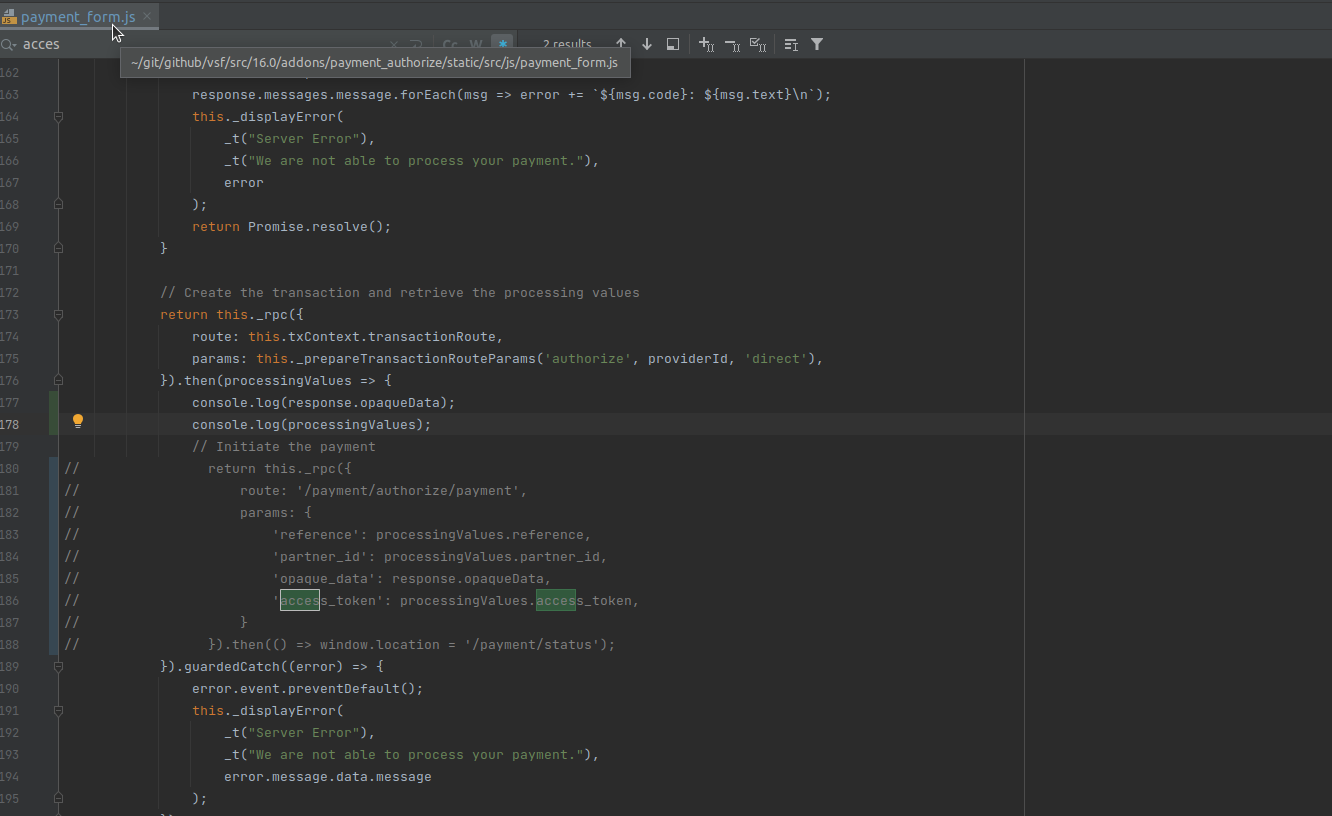 payment_form.js
acces Cc W * 2 results
~/git/github/vsf/src/16.0/addons/payment_authorize/static/src/js/payment_form.js
162
163 response.messages.message.forEach(msg => error += `${msg.code}: ${msg.text}\n`);
164 this._displayError(
165 _t("Server Error"),
166 _t("We are not able to process your payment."),
167 error
168 );
169 return Promise.resolve();
170 }
171
172 // Create the transaction and retrieve the processing values
173 return this._rpc({
174 route: this.txContext.transactionRoute,
175 params: this._prepareTransactionRouteParams('authorize', providerId, 'direct'),
176 }).then(processingValues => {
177 console.log(response.opaqueData);
178 console.log(processingValues);
179 // Initiate the payment
180 // return this._rpc({
181 // route: '/payment/authorize/payment',
182 // params: {
183 // 'reference': processingValues.reference,
184 // 'partner_id': processingValues.partner_id,
185 // 'opaque_data': response.opaqueData,
186 // 'access_token': processingValues.access_token,
187 // }
188 // }).then(() => window.location = '/payment/status');
189 }).guardedCatch((error) => {
190 error.event.preventDefault();
191 this._displayError(
192 _t("Server Error"),
193 _t("We are not able to process your payment."),
194 error.message.data.message
195 );